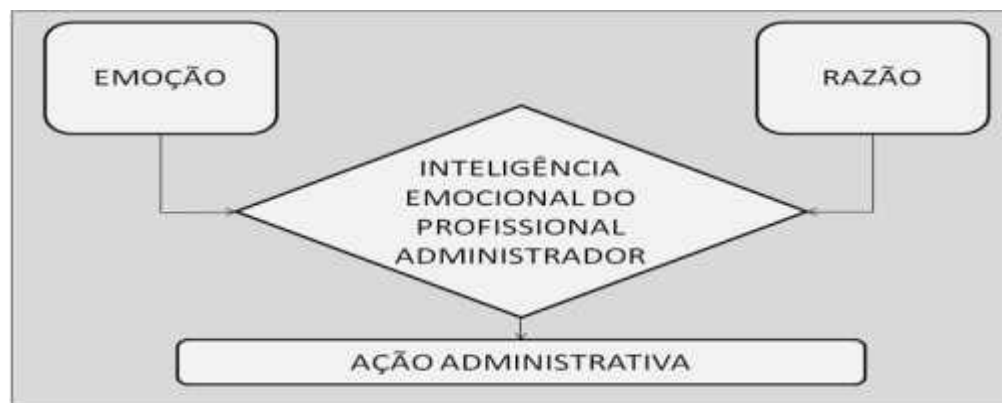 EMOÇÃO
RAZÃO
INTELIGÊNCIA
EMOCIONAL DO
PROFISSIONAL
ADMINISTRADOR
AÇÃO ADMINISTRATIVA